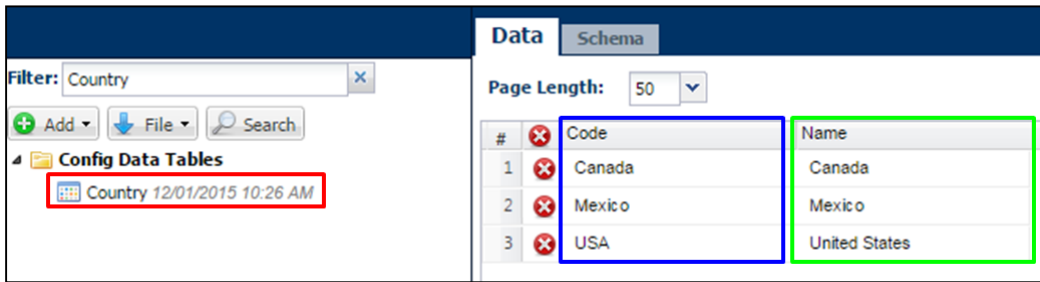 Data Schema
Filter: Country
Page Length: 50
Add File Search
# Code Name
Config Data Tables
1 Canada Canada
Country 12/01/2015 10:26 AM
2 Mexico Mexico
3 USA United States